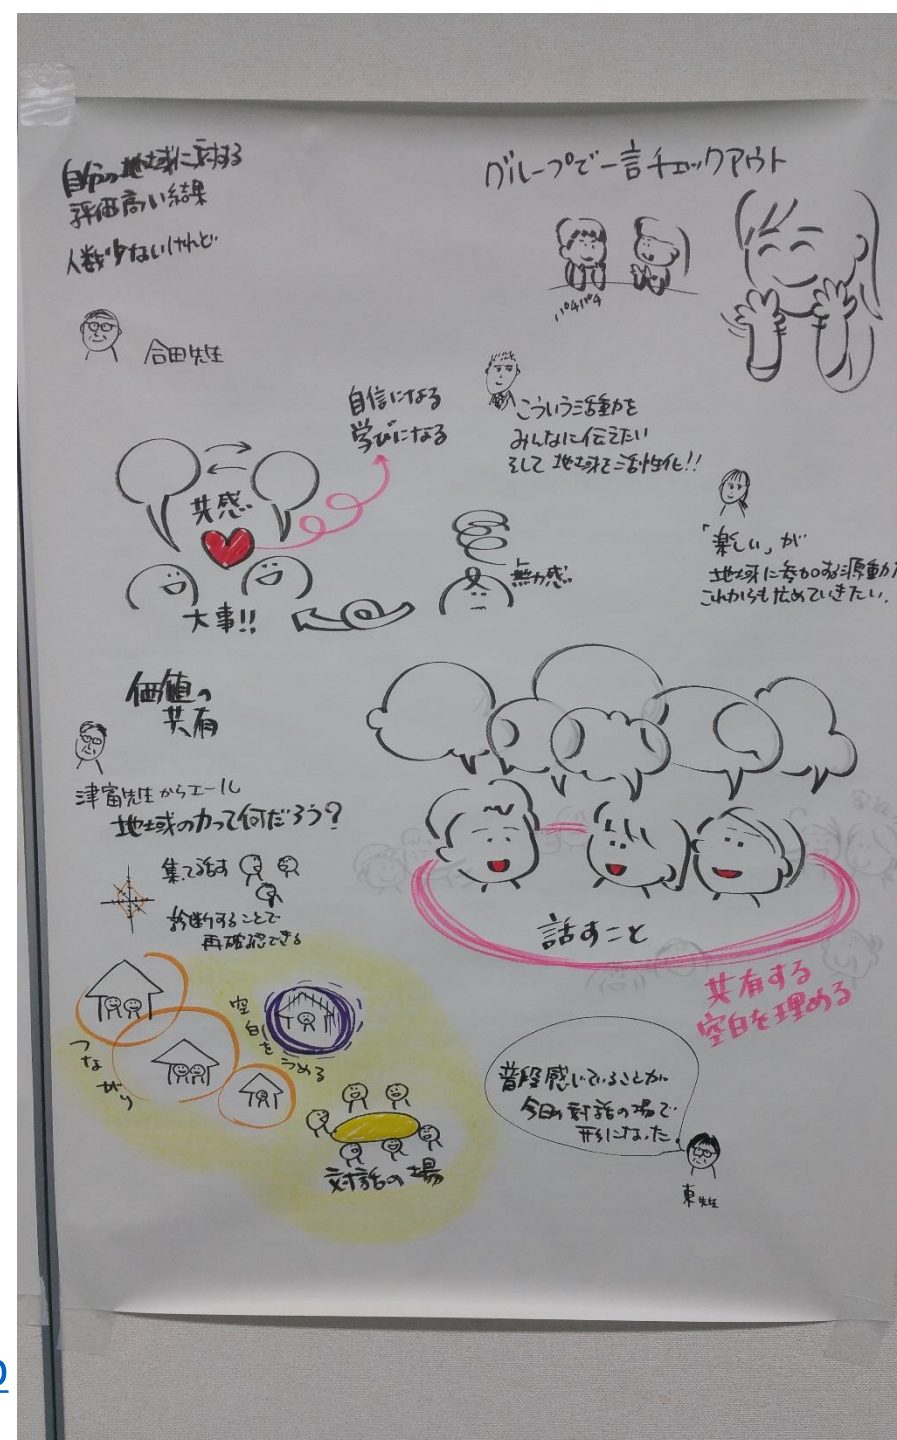 自分の地域に対する
評価高い結果
人数少ないけれど
合田先生
グループで一言チェックアウト
パチパチ
自信になる
学びになる
共感
大事!!
無力感
こういう活動を
みんなに伝えたい
そして 地域を活性化!!
「楽しい」が
地域に参加する源動力
これからも広めていきたい。
価値の
共有
津富先生からエール
地域の力って何だろう?
集って話す
診断することで
再確認できる
つながり
空白をうめる
対話の場
話すこと
共有する
空白を埋める
普段感じていることが
今日の対話の場で
形になった
東先生